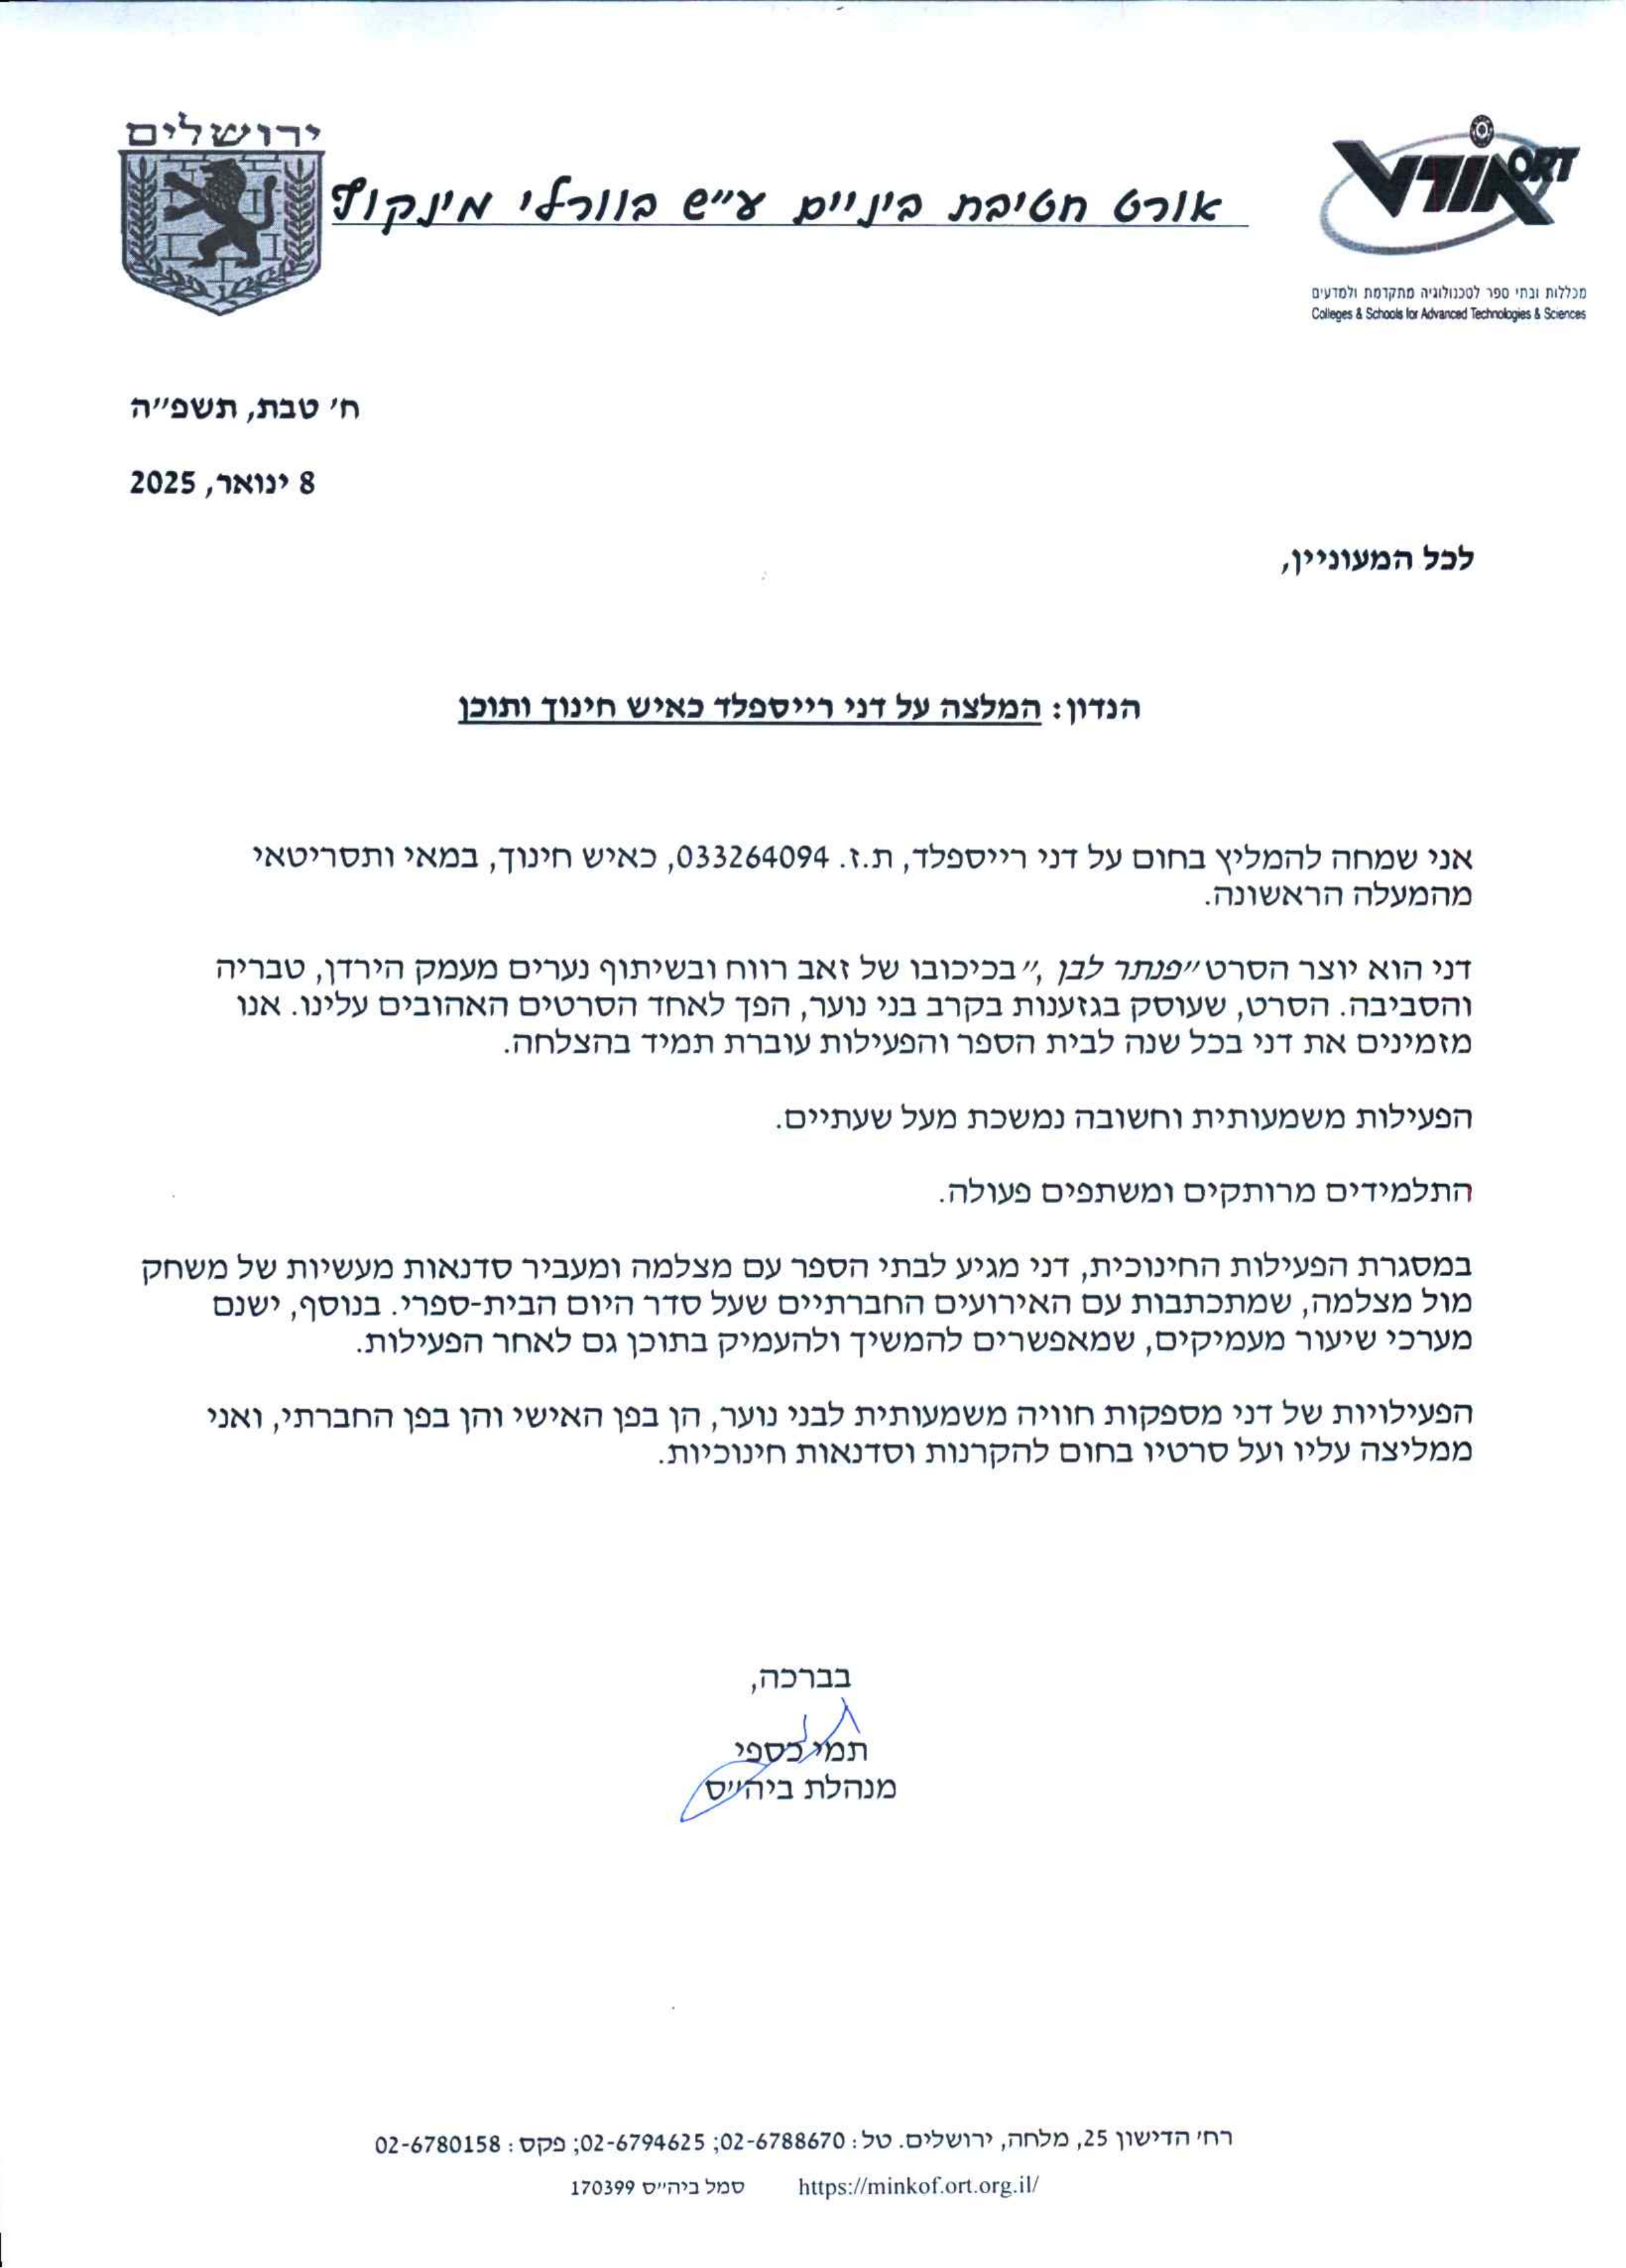 ירושלים
אורט ORT
אורט חטיבת ביניים ע״ש בוורלי מינקוף
מכללות ובתי ספר לטכנולוגיה מתקדמת ולמדעים
Colleges & Schools for Advanced Technologies & Sciences
ח׳ טבת, תשפ״ה
8 ינואר, 2025
לכל המעוניין,
הנדון: המלצה על דני רייספלד כאיש חינוך ותוכן
אני שמחה להמליץ בחום על דני רייספלד, ת.ז. 033264094, כאיש חינוך, במאי ותסריטאי
מהמעלה הראשונה.
דני הוא יוצר הסרט ״פנתר לבן ,״ בכיכובו של זאב רווח ובשיתוף נערים מעמק הירדן, טבריה
והסביבה. הסרט, שעוסק בגזענות בקרב בני נוער, הפך לאחד הסרטים האהובים עלינו. אנו
מזמינים את דני בכל שנה לבית הספר והפעילות עוברת תמיד בהצלחה.
הפעילות משמעותית וחשובה נמשכת מעל שעתיים.
התלמידים מרותקים ומשתפים פעולה.
במסגרת הפעילות החינוכית, דני מגיע לבתי הספר עם מצלמה ומעביר סדנאות מעשיות של משחק
מול מצלמה, שמתכתבות עם האירועים החברתיים שעל סדר היום הבית-ספרי. בנוסף, ישנם
מערכי שיעור מעמיקים, שמאפשרים להמשיך ולהעמיק בתוכן גם לאחר הפעילות.
הפעילויות של דני מספקות חוויה משמעותית לבני נוער, הן בפן האישי והן בפן החברתי, ואני
ממליצה עליו ועל סרטיו בחום להקרנות וסדנאות חינוכיות.
בברכה,
תמי כספי
מנהלת ביה״ס
רח׳ הדישון 25, מלחה, ירושלים. טל: 02-6788670; 02-6794625; פקס: 02-6780158
https://minkof.ort.org.il/ סמל ביה״ס 170399